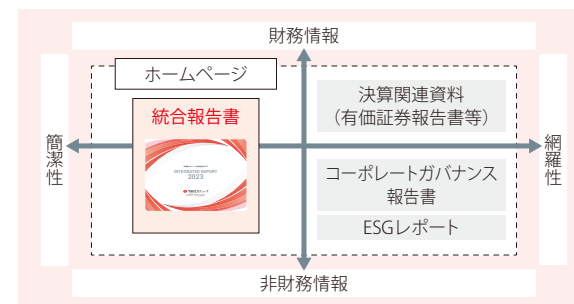 財務情報
ホームページ
統合報告書
INTEGRATED REPORT
2023
決算関連資料
（有価証券報告書等）
簡潔性
網羅性
コーポレートガバナンス
報告書
ESGレポート
非財務情報